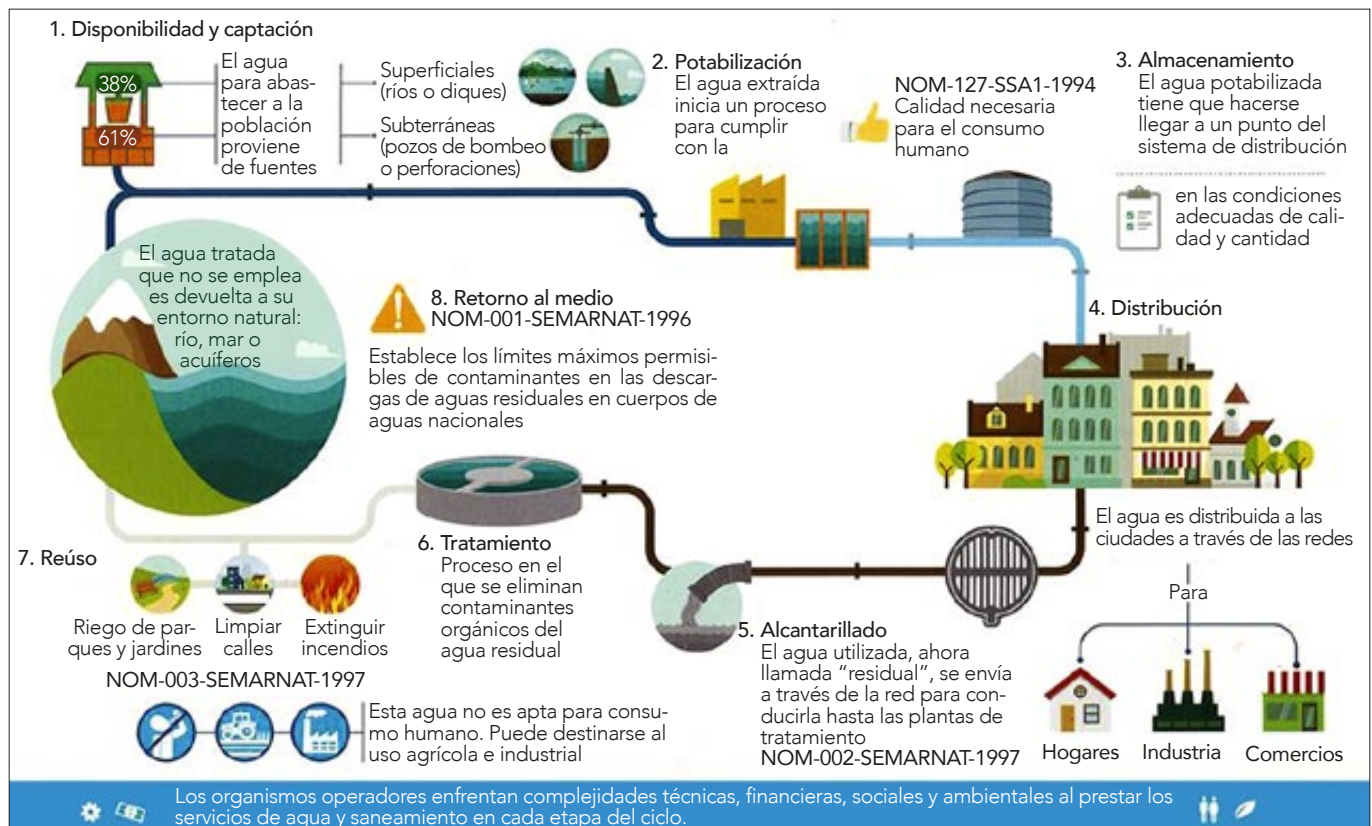 1. Disponibilidad y captación
38%
61%
El agua
para abas-
tecer a la
población
proviene
de fuentes
Superficiales
(ríos o diques)
Subterráneas
(pozos de bombeo
o perforaciones)
2. Potabilización
El agua extraída
inicia un proceso
para cumplir
con la
NOM-127-SSA1-1994
Calidad necesaria
para el consumo
humano
3. Almacenamiento
El agua potabilizada
tiene que hacerse
llegar a un punto del
sistema de distribución
en las condiciones
adecuadas de cali-
dad y cantidad
4. Distribución
El agua es distribuida a las
ciudades a través de las redes
Para
Hogares
Industria
Comercios
5. Alcantarillado
El agua utilizada, ahora
llamada “residual”, se envía
a través de la red para con-
ducirla hasta las plantas de
tratamiento
NOM-002-SEMARNAT-1997
6. Tratamiento
Proceso en el
que se eliminan
contaminantes
orgánicos del
agua residual
7. Reúso
Riego de par-
ques y jardines
Limpiar
calles
Extinguir
incendios
NOM-003-SEMARNAT-1997
Esta agua no es apta para consu-
mo humano. Puede destinarse al
uso agrícola e industrial
8. Retorno al medio
NOM-001-SEMARNAT-1996
Establece los límites máximos permisi-
bles de contaminantes en las descar-
gas de aguas residuales en cuerpos de
aguas nacionales
El agua tratada
que no se emplea
es devuelta a su
entorno natural:
río, mar o
acuíferos
Los organismos operadores enfrentan complejidades técnicas, financieras, sociales y ambientales al prestar los
servicios de agua y saneamiento en cada etapa del ciclo.